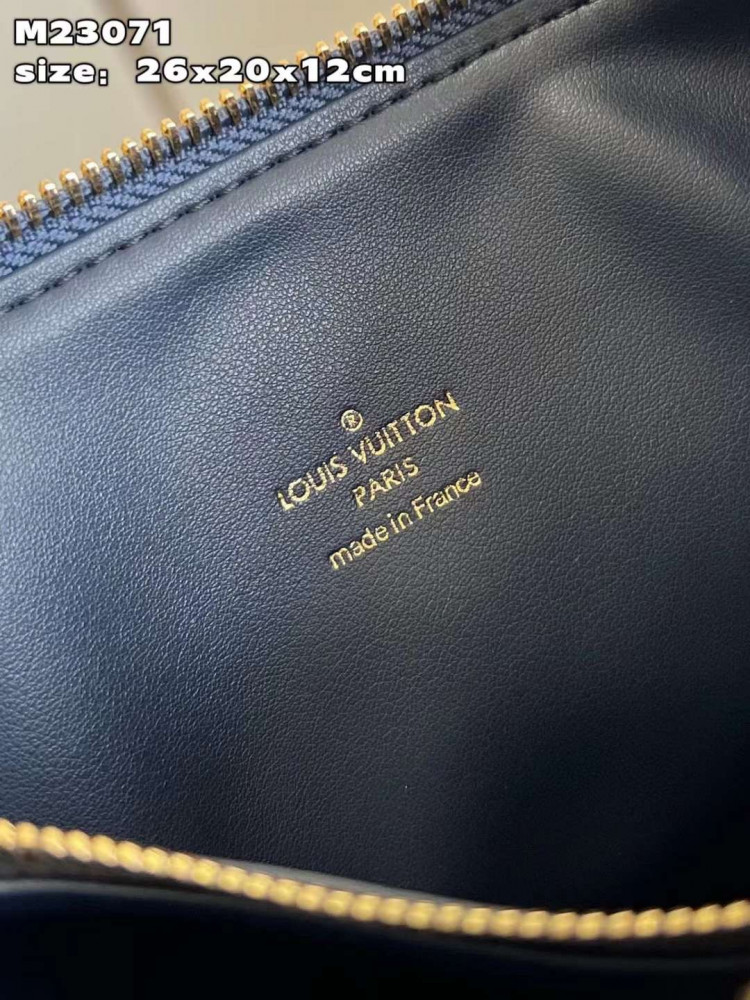 M23071
size：26x20x12cm
®
LOUIS VUITTON
PARIS
made in France